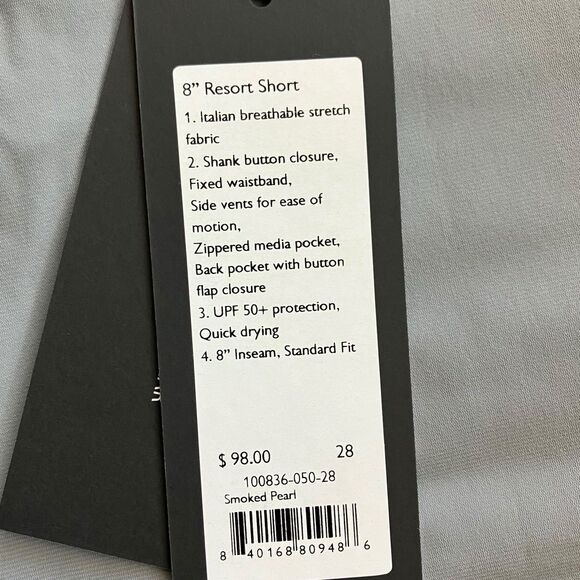 8” Resort Short
1. Italian breathable stretch
fabric
2. Shank button closure,
Fixed waistband,
Side vents for ease of
motion,
Zippered media pocket,
Back pocket with button
flap closure
3. UPF 50+ protection,
Quick drying
4. 8” Inseam, Standard Fit
$ 98.00 28
100836-050-28
Smoked Pearl
8 40168 80948 6